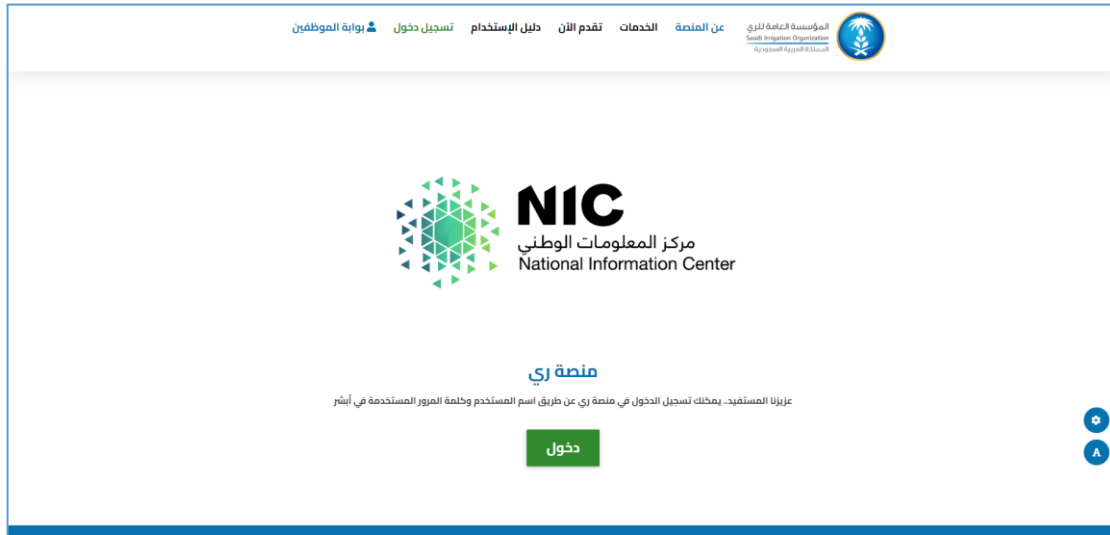 المؤسسة العامة للري
Saudi Irrigation Organization
المملكة العربية السعودية
عن المنصة الخدمات تقدم الآن دليل الإستخدام تسجيل دخول بوابة الموظفين
NIC
مركز المعلومات الوطني
National Information Center
منصة ري
عزيزنا المستفيد.. يمكنك تسجيل الدخول في منصة ري عن طريق اسم المستخدم وكلمة المرور المستخدمة في أبشر
دخول
A